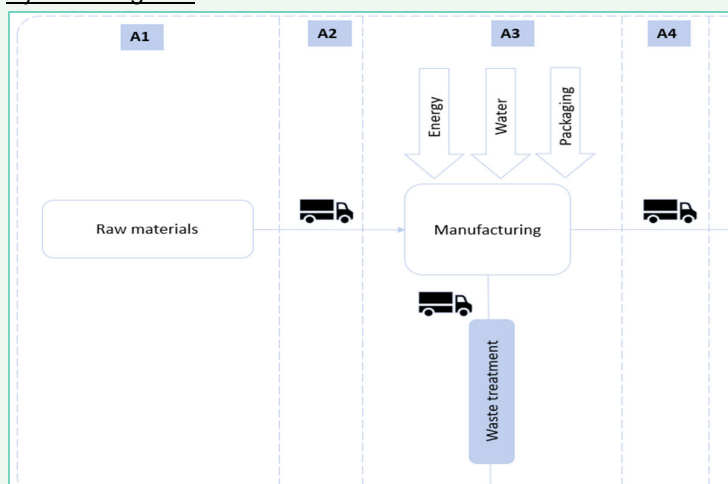 A1
A2
A3
A4
Energy
Water
Packaging
Raw materials
Manufacturing
Waste treatment